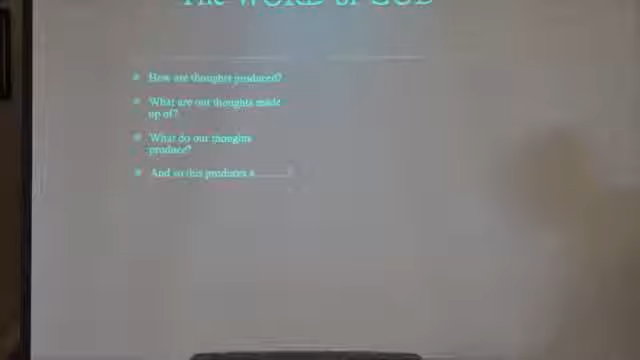 The WORD of GOD
How are thoughts produced?
What are our thoughts made
up of?
What do our thoughts
produce?
And so this produces a